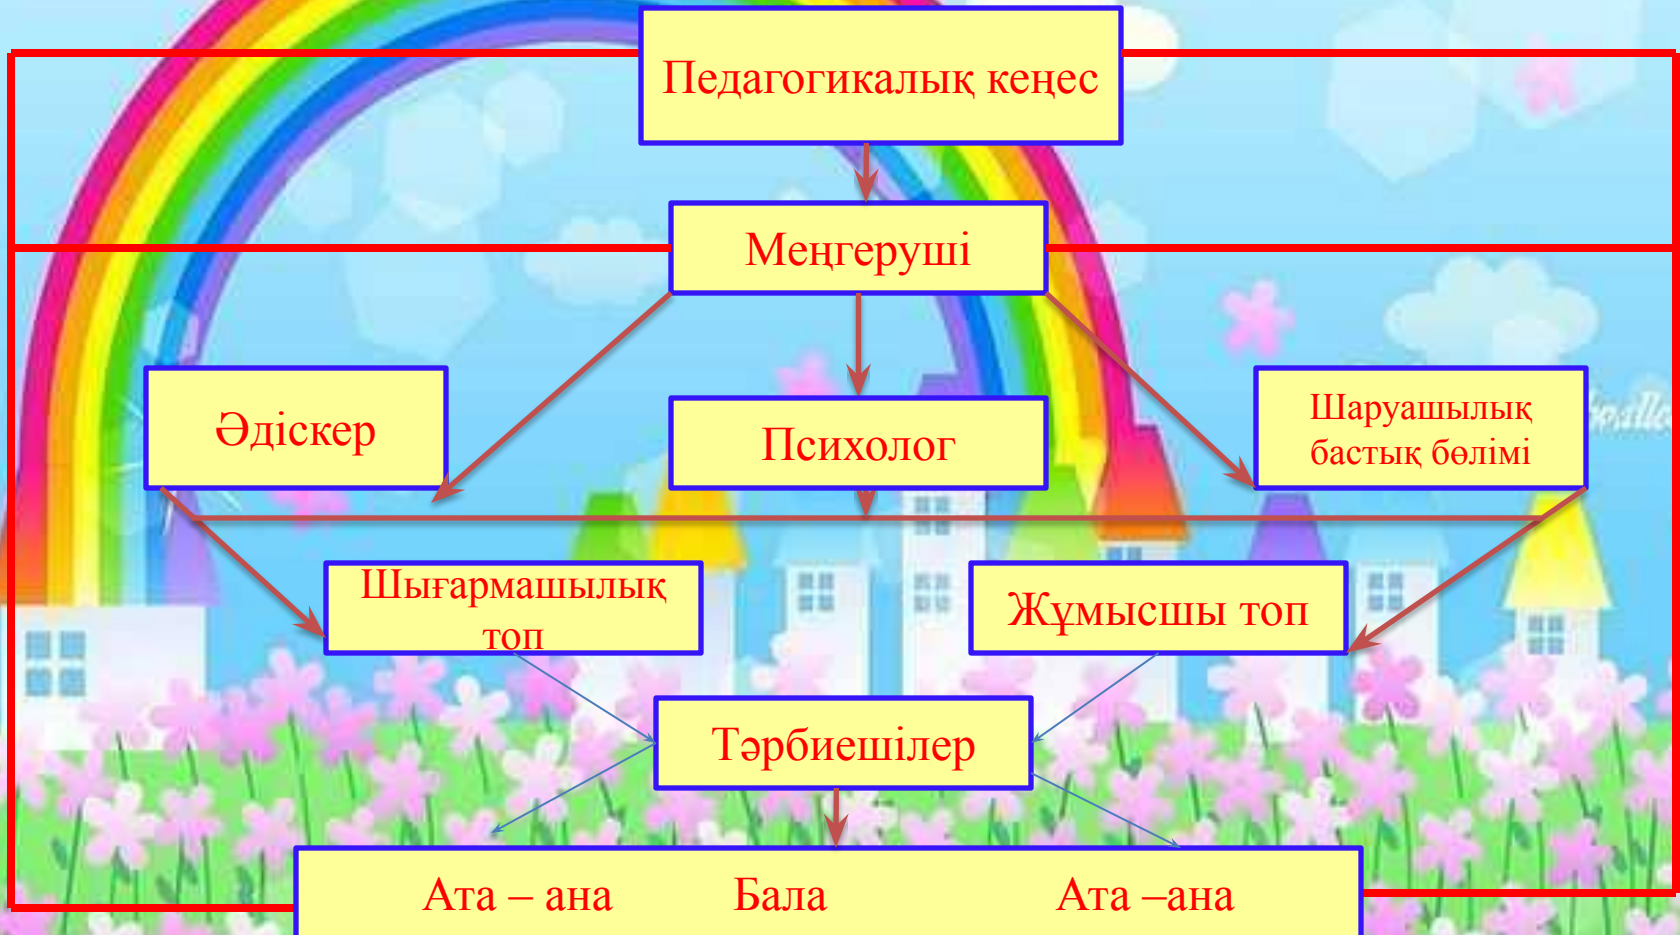 Педагогикалық кеңес
Меңгеруші
Әдіскер
Психолог
Шаруашылық
бастық бөлімі
Шығармашылық
топ
Жұмысшы топ
Тәрбиешілер
Ата – ана Бала Ата –ана